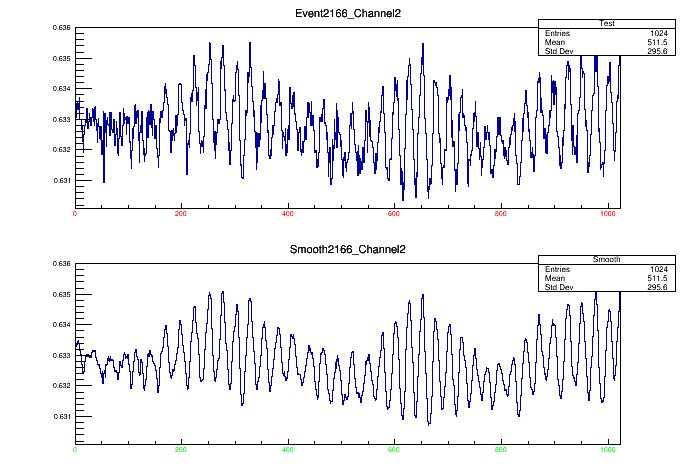 Event2166_Channel2
Test
Entries 1024
Mean 511.5
Std Dev 295.6
0.636
0.635
0.634
0.633
0.632
0.631
0 200 400 600 800 1000
Smooth2166_Channel2
Smooth
Entries 1024
Mean 511.5
Std Dev 295.6
0.636
0.635
0.634
0.633
0.632
0.631
0 200 400 600 800 1000